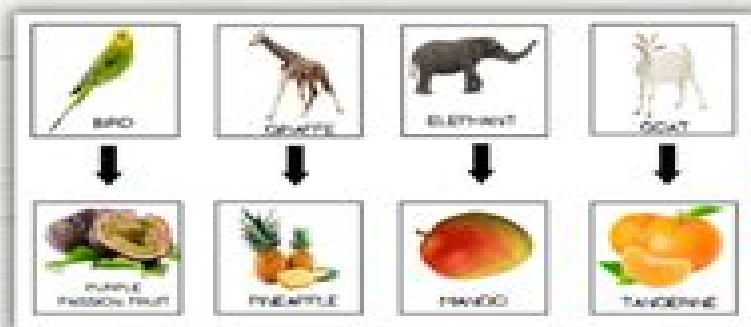 BIRD
GIRAFFE
ELEPHANT
GOAT
PURPLE
PASSION FRUIT
PINEAPPLE
MANGO
TANGERINE